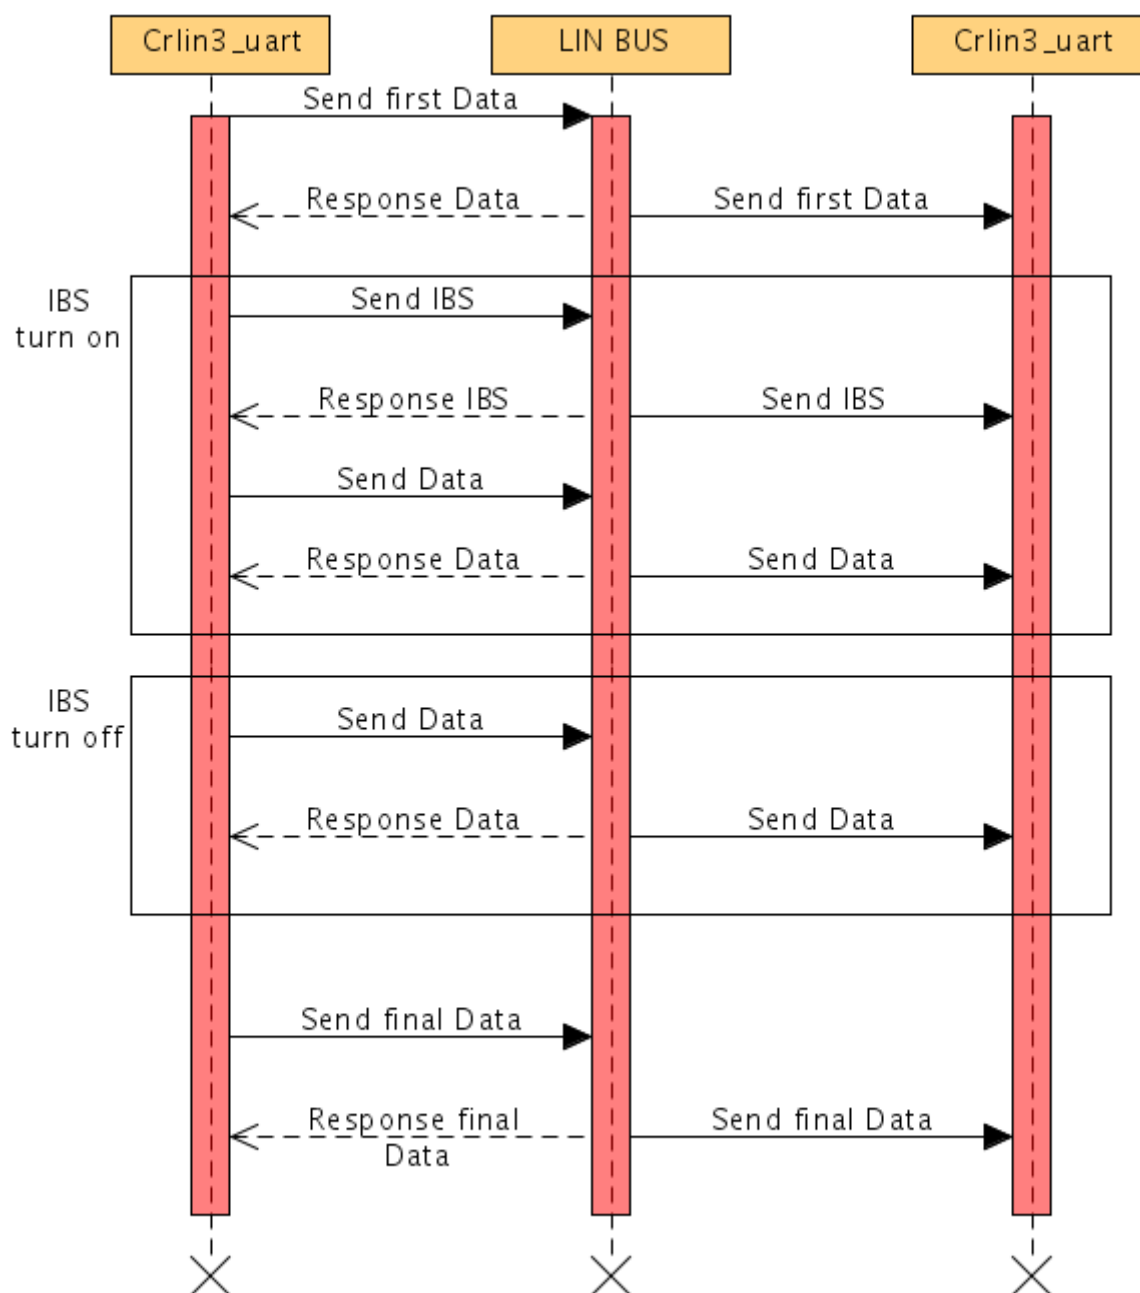 Crlin3_uart
LIN BUS
Crlin3_uart
Send first Data
Response Data
Send first Data
IBS
turn on
Send IBS
Response IBS
Send IBS
Send Data
Response Data
Send Data
IBS
turn off
Send Data
Response Data
Send Data
Send final Data
Response final
Data
Send final Data